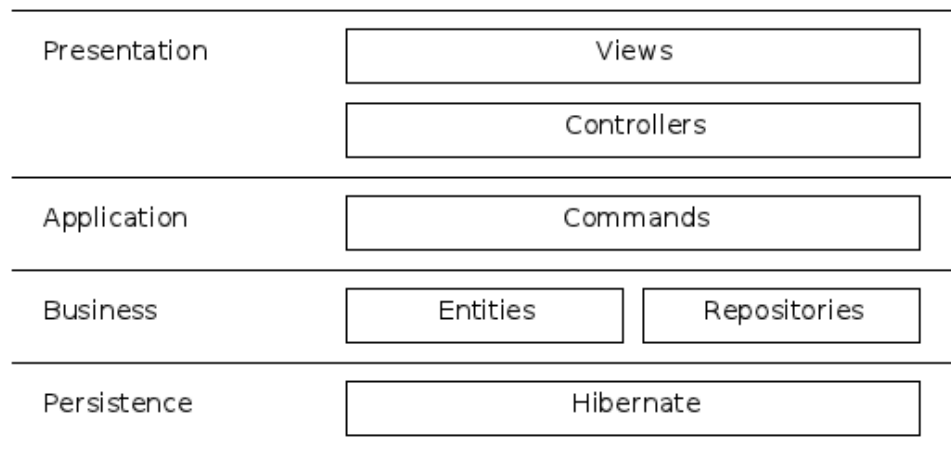 Presentation
Views
Controllers
Application
Commands
Business
Entities
Repositories
Persistence
Hibernate